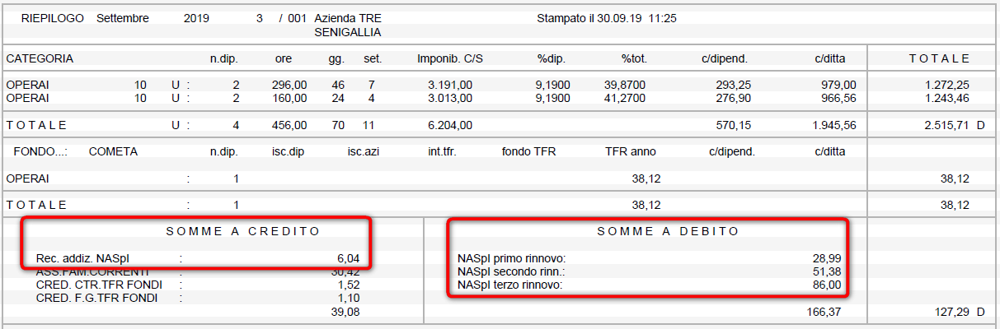 RIEPILOGO Settembre 2019 3 / 001 Azienda TRE Stampato il 30.09.19 11:25
SENIGALLIA
CATEGORIA n.dip. ore gg. set. Imponib. C/S %dip. %tot. c/dipend. c/ditta TOTALE
OPERAI 10 U : 2 296,00 46 7 3.191,00 9,1900 39,8700 293,25 979,00 1.272,25
OPERAI 10 U : 2 160,00 24 4 3.013,00 9,1900 41,2700 276,90 966,56 1.243,46
TOTALE U : 4 456,00 70 11 6.204,00 570,15 1.945,56 2.515,71 D
FONDO...: COMETA n.dip. isc.dip isc.azi int.tfr. fondo TFR TFR anno c/dipend. c/ditta
OPERAI : 1 38,12 38,12
TOTALE : 1 38,12 38,12
SOMME A CREDITO SOMME A DEBITO
Rec. addiz. NASpI : 6,04 NASpI primo rinnovo: 28,99
ASS.FAM.CORRENTI : 30,42 NASpI secondo rinn.: 51,38
CRED. CTR.TFR FONDI : 1,52 NASpI terzo rinnovo: 86,00
CRED. F.G.TFR FONDI : 1,10
39,08 166,37 127,29 D